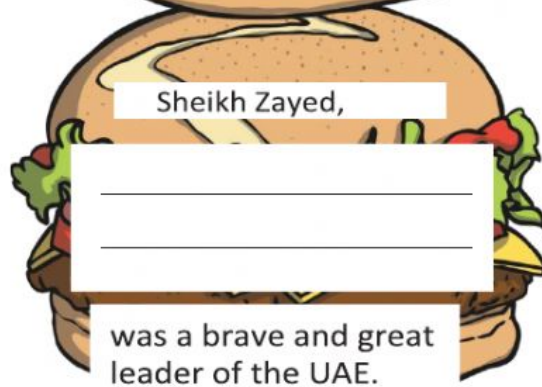 Sheikh Zayed,
was a brave and great
leader of the UAE.